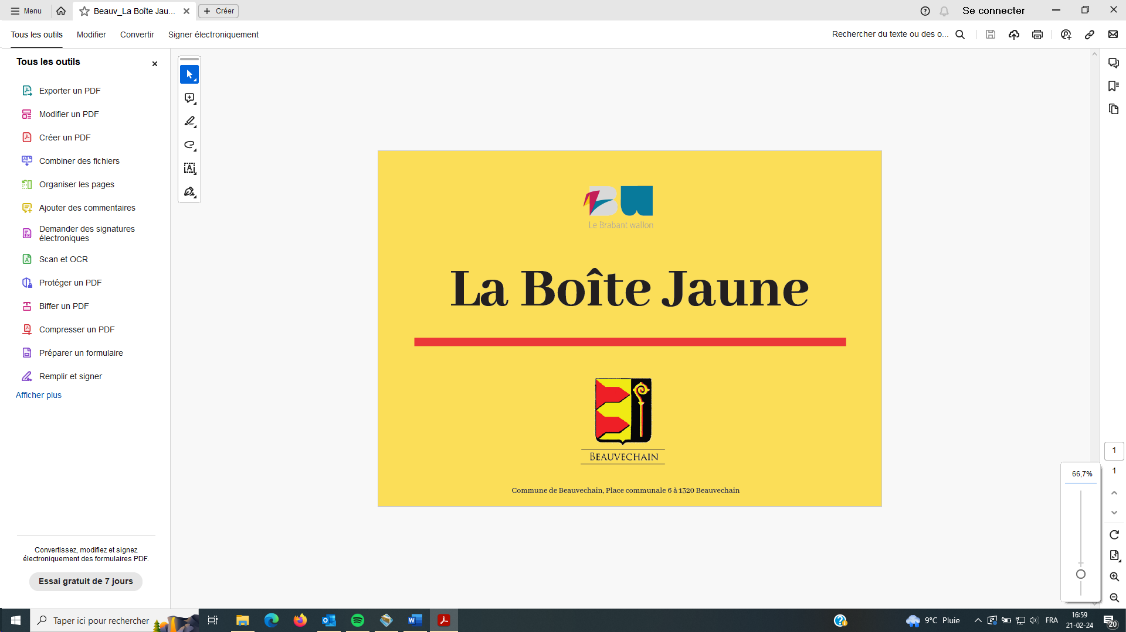 Menu
Beauv_La Boîte Jau...
Créer
Se connecter
Tous les outils
Modifier
Convertir
Signer électroniquement
Rechercher du texte ou des o...
Tous les outils
Exporter un PDF
Modifier un PDF
Créer un PDF
Combiner des fichiers
Organiser les pages
Ajouter des commentaires
Demander des signatures
électroniques
Scan et OCR
Protéger un PDF
Biffer un PDF
Compresser un PDF
Préparer un formulaire
Remplir et signer
Afficher plus
Convertissez, modifiez et signez
électroniquement des formulaires PDF.
Essai gratuit de 7 jours
Le Brabant wallon
La Boîte Jaune
BEAUVECHAIN
Commune de Beauvechain, Place communale 6 à 1320 Beauvechain
1
1
66,7%
Taper ici pour rechercher
9°C Pluie
FRA
16:59
21-02-24
20